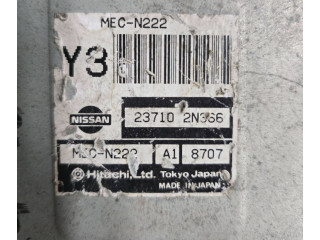 MEC-N222
Y3
NISSAN 23710 2N366
MEC-N222 A1 8707
Hitachi, Ltd. Tokyo Japan
MADE IN JAPAN